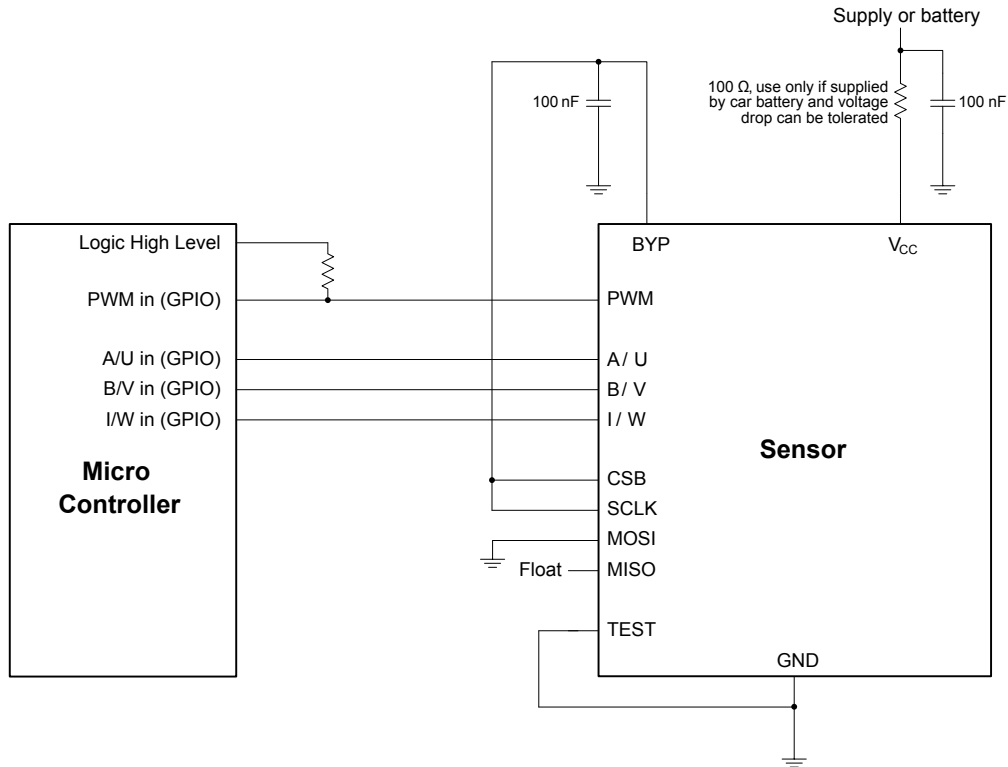 Supply or battery
100 Ω, use only if supplied
by car battery and voltage
drop can be tolerated
100 nF
100 nF
BYP
VCC
Logic High Level
PWM in (GPIO)
PWM
A/U in (GPIO)
A / U
B/V in (GPIO)
B / V
I/W in (GPIO)
I / W
Micro
Controller
Sensor
CSB
SCLK
MOSI
Float
MISO
TEST
GND